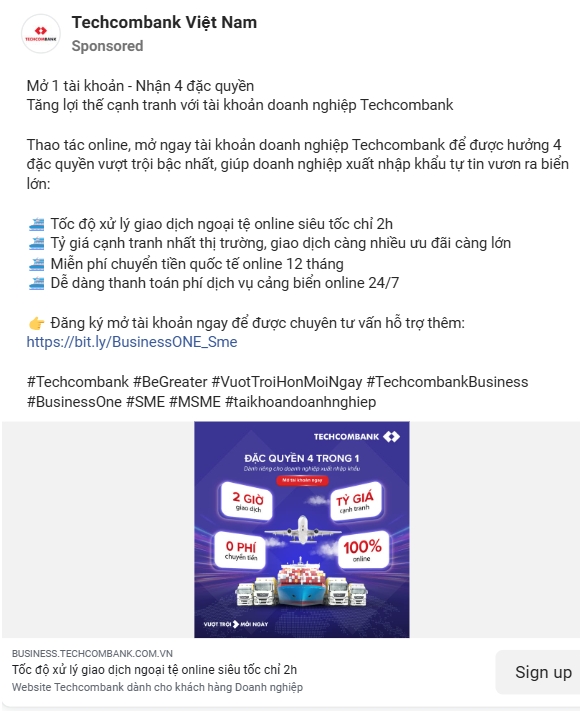 Techcombank Việt Nam
Sponsored
TECHCOMBANK
Mở 1 tài khoản - Nhận 4 đặc quyền
Tăng lợi thế cạnh tranh với tài khoản doanh nghiệp Techcombank
Thao tác online, mở ngay tài khoản doanh nghiệp Techcombank để được hưởng 4
đặc quyền vượt trội bậc nhất, giúp doanh nghiệp xuất nhập khẩu tự tin vươn ra biển
lớn:
Tốc độ xử lý giao dịch ngoại tệ online siêu tốc chỉ 2h
Tỷ giá cạnh tranh nhất thị trường, giao dịch càng nhiều ưu đãi càng lớn
Miễn phí chuyển tiền quốc tế online 12 tháng
Dễ dàng thanh toán phí dịch vụ cảng biển online 24/7
👉 Đăng ký mở tài khoản ngay để được chuyên tư vấn hỗ trợ thêm:
https://bit.ly/BusinessONE_Sme
#Techcombank #BeGreater #VuotTroiHonMoiNgay #TechcombankBusiness
#BusinessOne #SME #MSME #taikhoandoanhnghiep
TECHCOMBANK
ĐẶC QUYỀN 4 TRONG 1
Dành riêng cho doanh nghiệp xuất nhập khẩu
Mở tài khoản ngay
2 GIỜ
giao dịch
TỶ GIÁ
cạnh tranh
0 PHÍ
chuyển tiền
100%
online
VƯỢT TRỘI MỖI NGÀY
BUSINESS.TECHCOMBANK.COM.VN
Tốc độ xử lý giao dịch ngoại tệ online siêu tốc chỉ 2h
Website Techcombank dành cho khách hàng Doanh nghiệp
Sign up